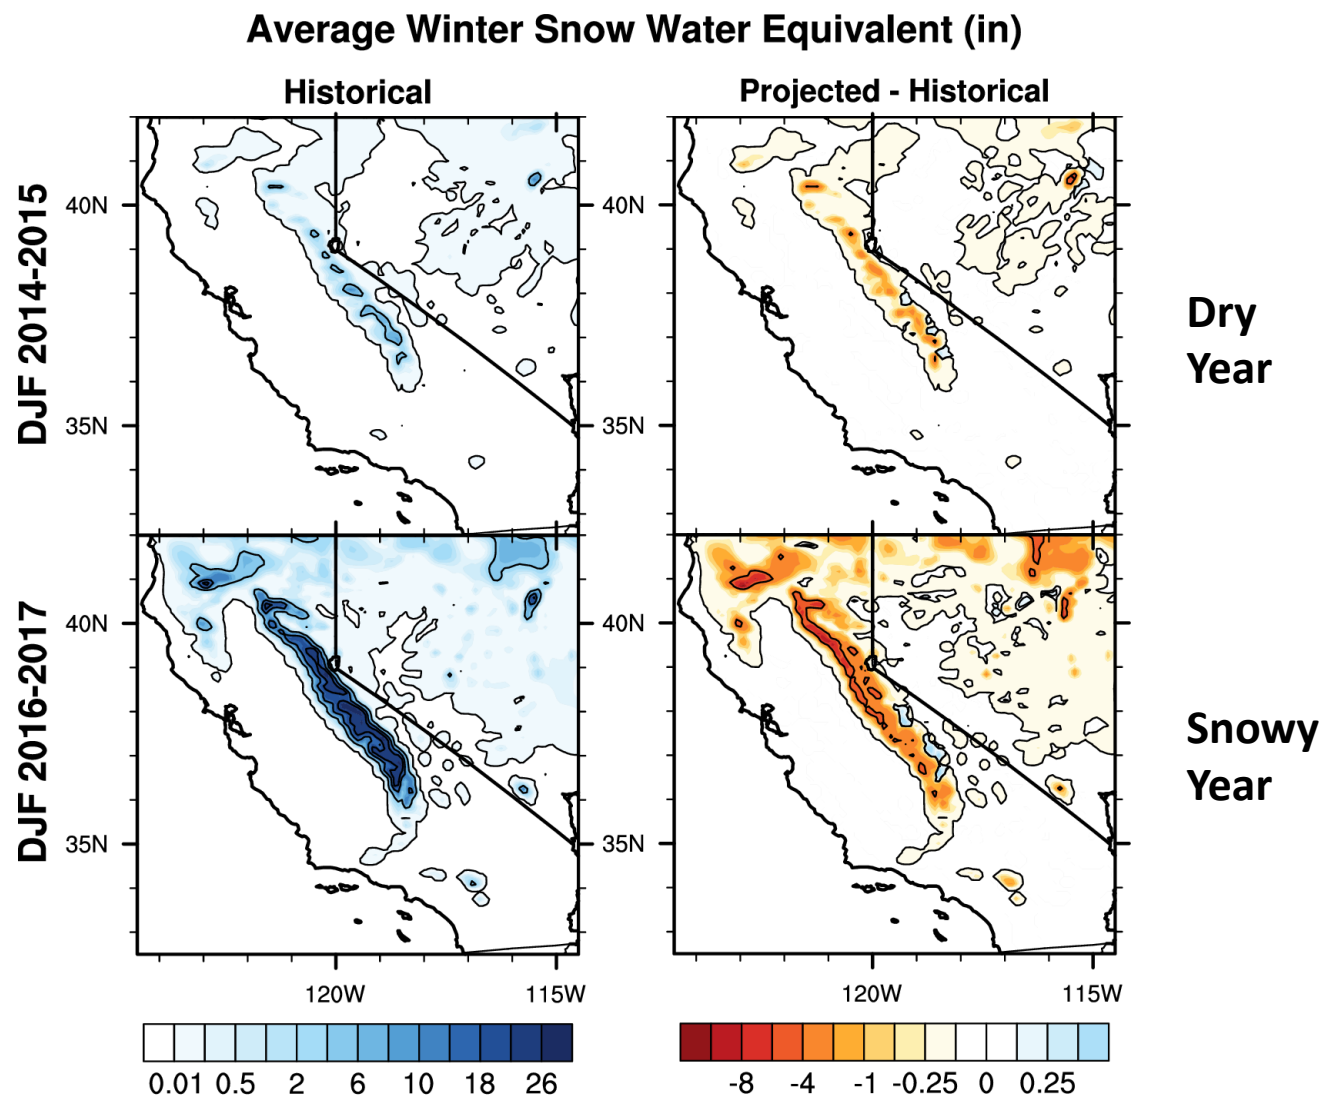 Average Winter Snow Water Equivalent (in)
Historical
Projected - Historical
DJF 2014-2015
40N
35N
40N
35N
Dry
Year
DJF 2016-2017
40N
35N
40N
35N
Snowy
Year
120W
115W
120W
115W
0.01 0.5 2 6 10 18 26
-8 -4 -1 -0.25 0 0.25